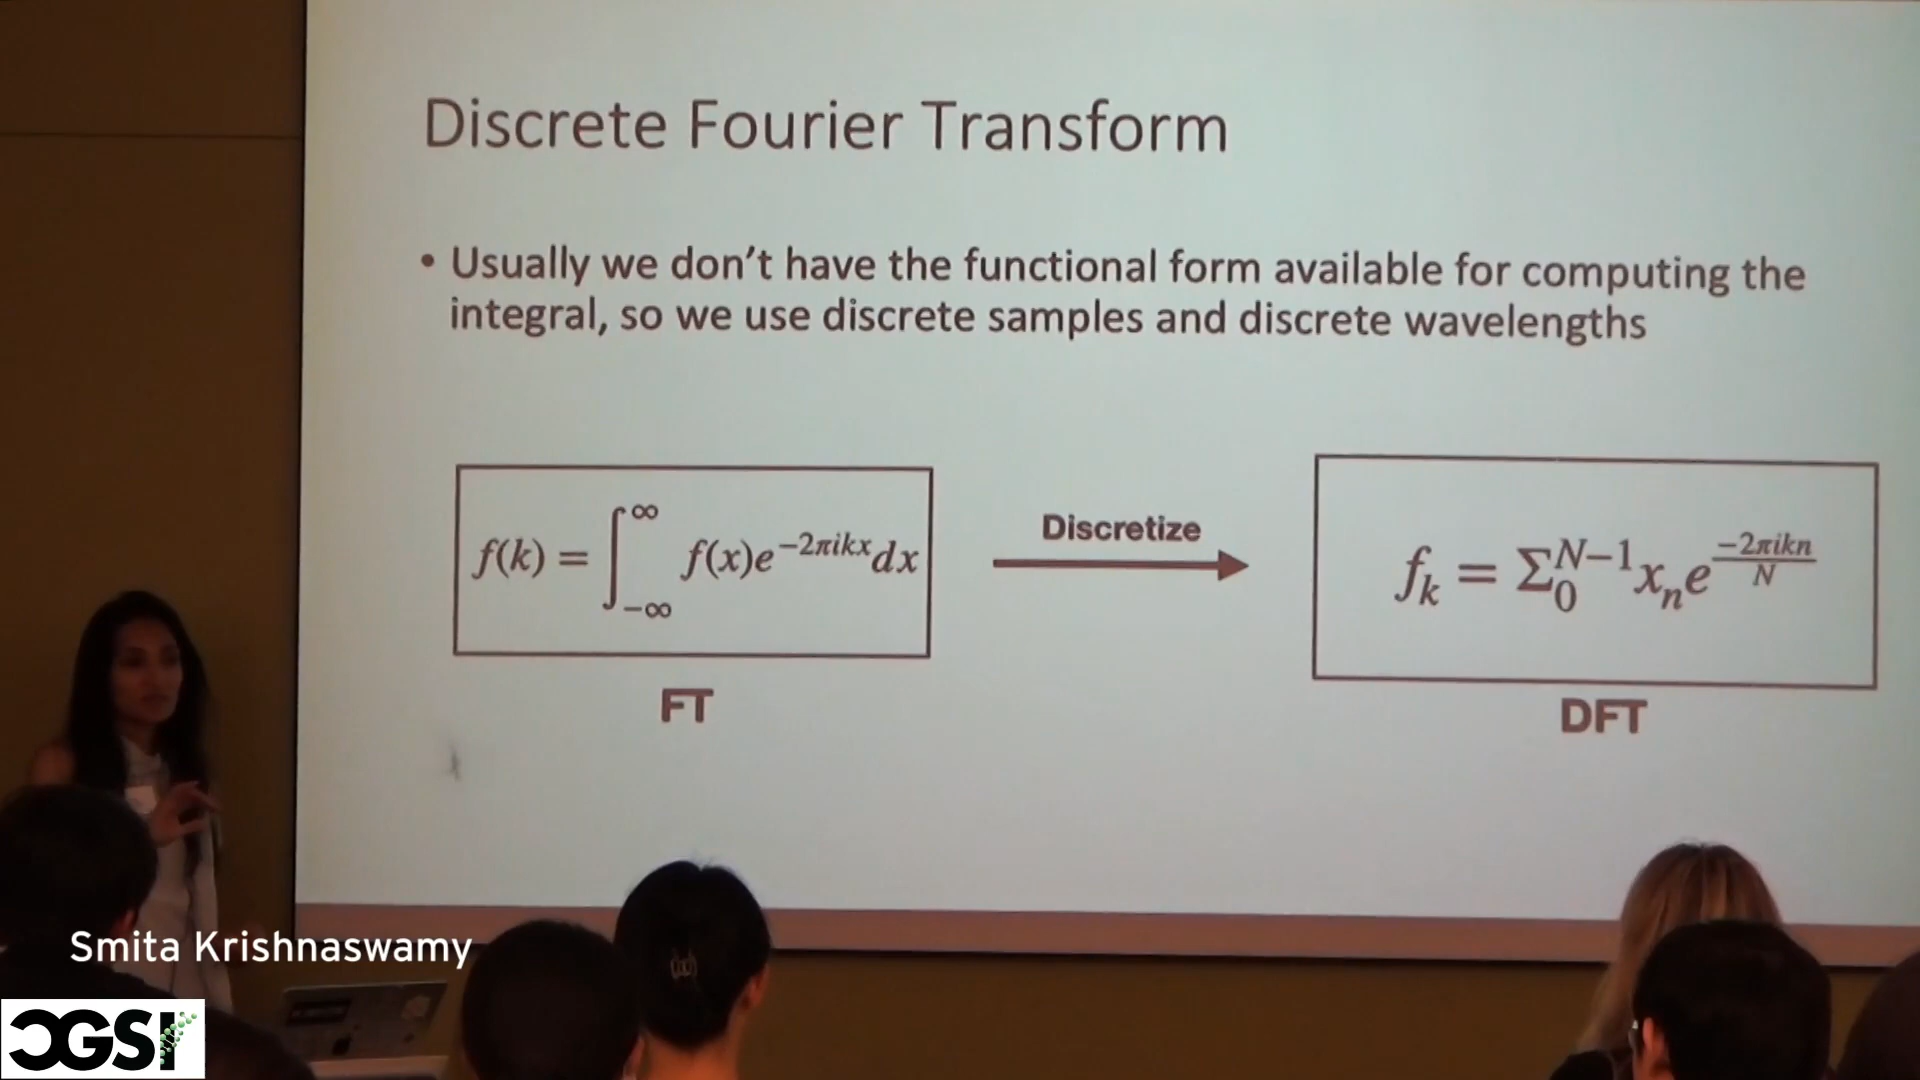 Discrete Fourier Transform
• Usually we don't have the functional form available for computing the
integral, so we use discrete samples and discrete wavelengths
f(k) = ∫_{-∞}^{∞} f(x)e^{-2πikx}dx
Discretize
f_k = Σ_0^{N-1} x_n e^{\frac{-2πikn}{N}}
FT
DFT
Smita Krishnaswamy
CGSI